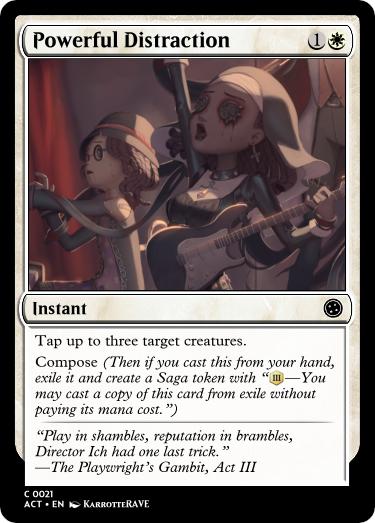 Powerful Distraction 1
Instant
Tap up to three target creatures.
Compose (Then if you cast this from your hand,
exile it and create a Saga token with “III—You
may cast a copy of this card from exile without
paying its mana cost.”)
“Play in shambles, reputation in brambles,
Director Ich had one last trick.”
—The Playwright’s Gambit, Act III
C 0021
ACT • EN KarrotteRAVE